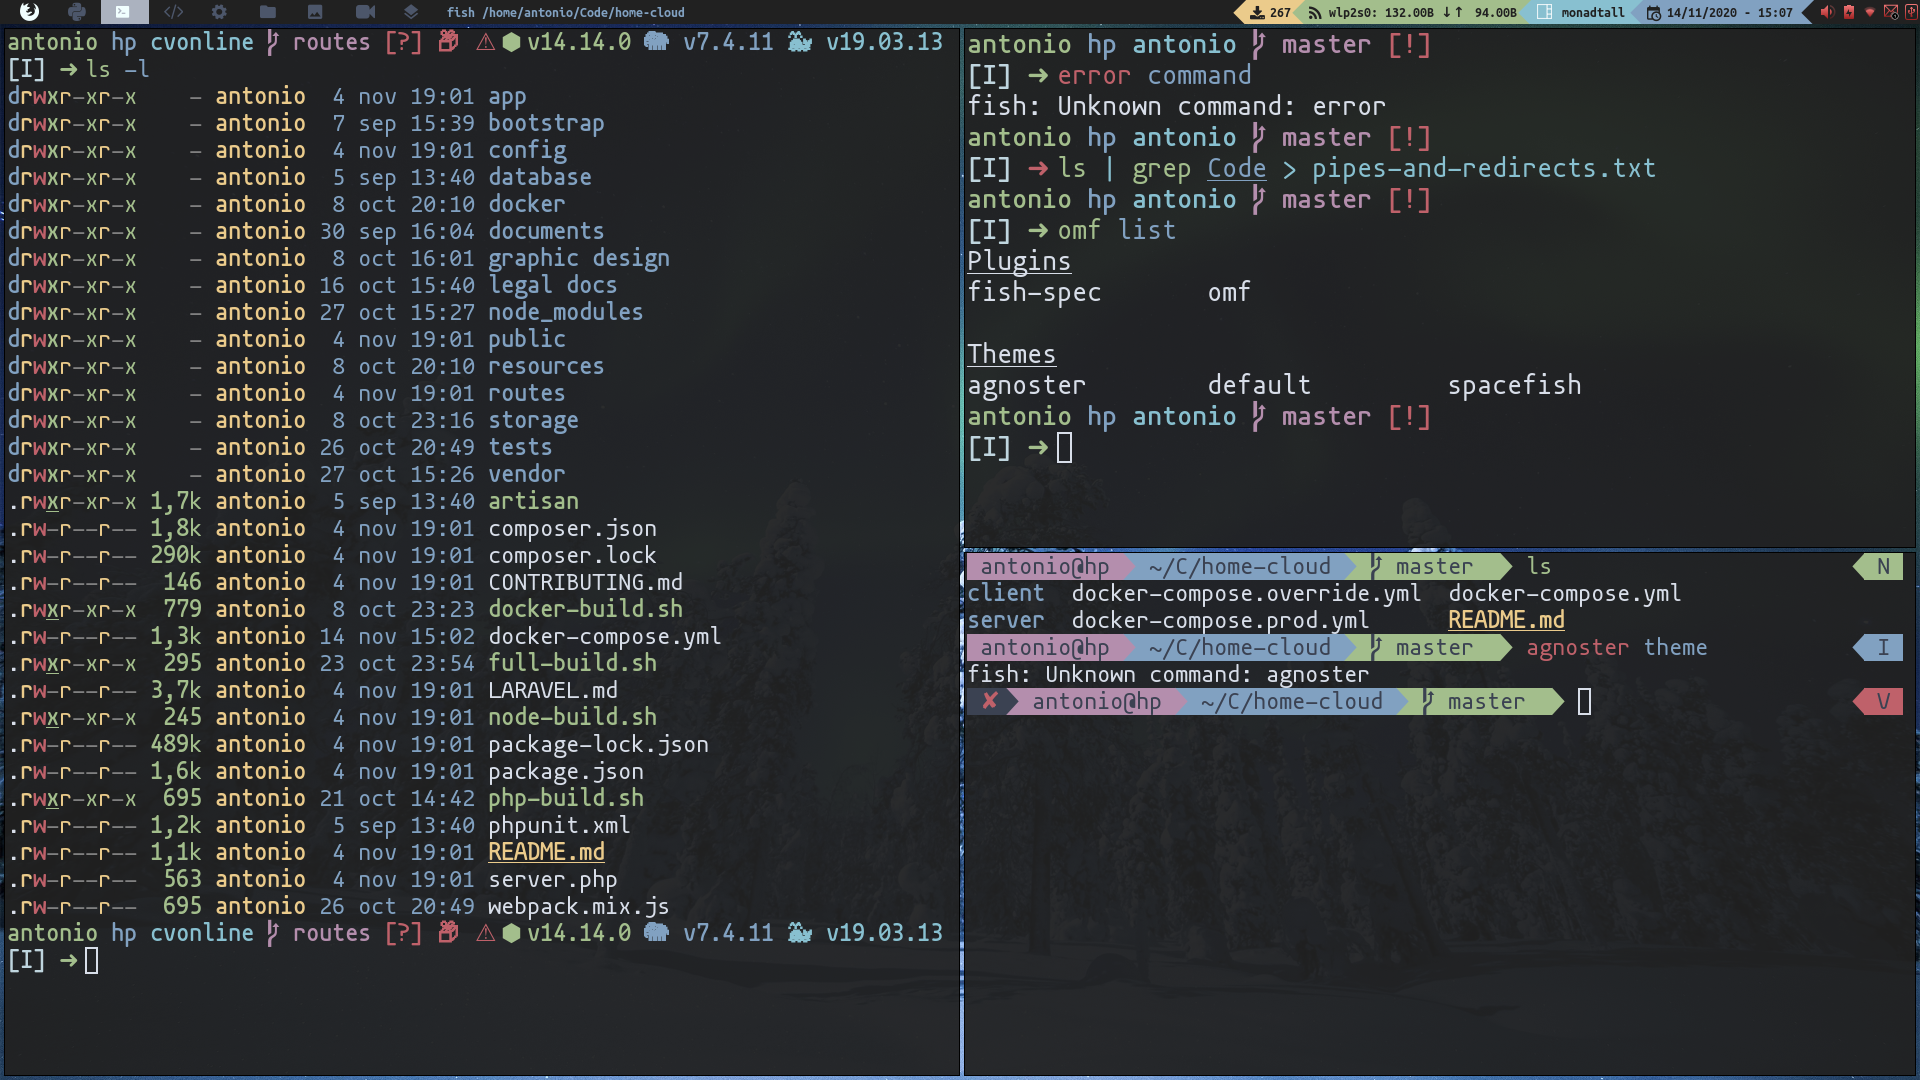 fish /home/antonio/Code/home-cloud
267
wlp2s0: 132.00B ↓↑ 94.00B
monadtall
14/11/2020 - 15:07
antonio hp cvonline routes [?] ⚠ v14.14.0 v7.4.11 v19.03.13
[I] ➜ ls -l
drwxr-xr-x - antonio 4 nov 19:01 app
drwxr-xr-x - antonio 7 sep 15:39 bootstrap
drwxr-xr-x - antonio 4 nov 19:01 config
drwxr-xr-x - antonio 5 sep 13:40 database
drwxr-xr-x - antonio 8 oct 20:10 docker
drwxr-xr-x - antonio 30 sep 16:04 documents
drwxr-xr-x - antonio 8 oct 16:01 graphic design
drwxr-xr-x - antonio 16 oct 15:40 legal docs
drwxr-xr-x - antonio 27 oct 15:27 node_modules
drwxr-xr-x - antonio 4 nov 19:01 public
drwxr-xr-x - antonio 8 oct 20:10 resources
drwxr-xr-x - antonio 4 nov 19:01 routes
drwxr-xr-x - antonio 8 oct 23:16 storage
drwxr-xr-x - antonio 26 oct 20:49 tests
drwxr-xr-x - antonio 27 oct 15:26 vendor
.rwxr-xr-x 1,7k antonio 5 sep 13:40 artisan
.rw-r--r-- 1,8k antonio 4 nov 19:01 composer.json
.rw-r--r-- 290k antonio 4 nov 19:01 composer.lock
.rw-r--r-- 146 antonio 4 nov 19:01 CONTRIBUTING.md
.rwxr-xr-x 779 antonio 8 oct 23:23 docker-build.sh
.rw-r--r-- 1,3k antonio 14 nov 15:02 docker-compose.yml
.rwxr-xr-x 295 antonio 23 oct 23:54 full-build.sh
.rw-r--r-- 3,7k antonio 4 nov 19:01 LARAVEL.md
.rwxr-xr-x 245 antonio 4 nov 19:01 node-build.sh
.rw-r--r-- 489k antonio 4 nov 19:01 package-lock.json
.rw-r--r-- 1,6k antonio 4 nov 19:01 package.json
.rwxr-xr-x 695 antonio 21 oct 14:42 php-build.sh
.rw-r--r-- 1,2k antonio 5 sep 13:40 phpunit.xml
.rw-r--r-- 1,1k antonio 4 nov 19:01 README.md
.rw-r--r-- 563 antonio 4 nov 19:01 server.php
.rw-r--r-- 695 antonio 26 oct 20:49 webpack.mix.js
antonio hp cvonline routes [?] ⚠ v14.14.0 v7.4.11 v19.03.13
[I] ➜
antonio hp antonio master [!]
[I] ➜ error command
fish: Unknown command: error
antonio hp antonio master [!]
[I] ➜ ls | grep Code > pipes-and-redirects.txt
antonio hp antonio master [!]
[I] ➜ omf list
Plugins
fish-spec omf
Themes
agnoster default spacefish
antonio hp antonio master [!]
[I] ➜
antonio@hp ~/C/home-cloud master ls N
client docker-compose.override.yml docker-compose.yml
server docker-compose.prod.yml README.md
antonio@hp ~/C/home-cloud master agnoster theme I
fish: Unknown command: agnoster
✘ antonio@hp ~/C/home-cloud master V